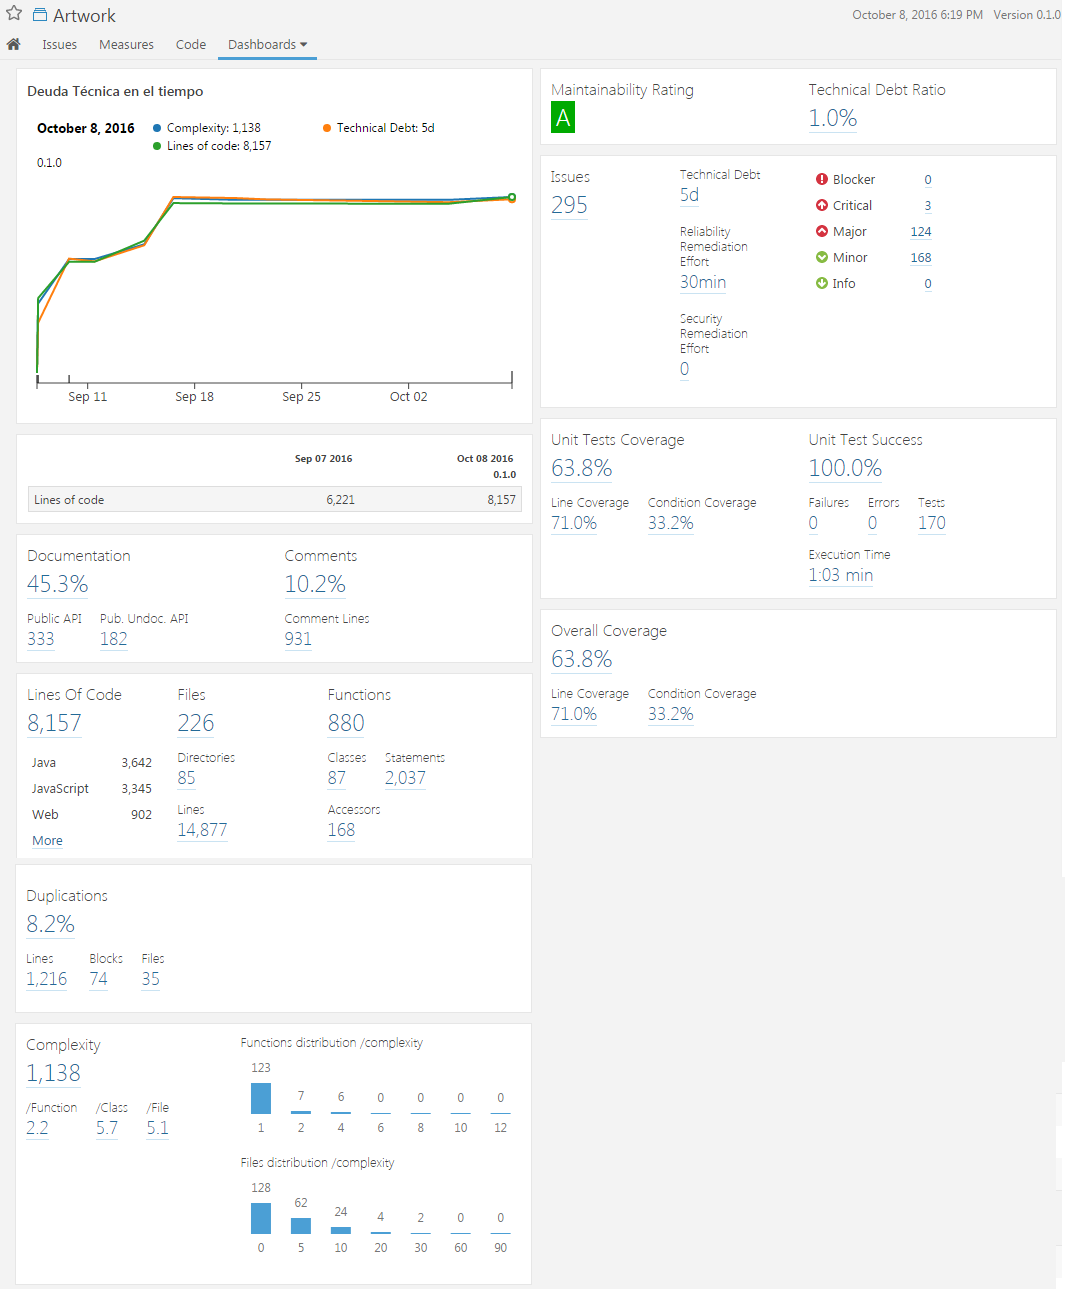 Artwork
October 8, 2016 6:19 PM Version 0.1.0
Issues Measures Code Dashboards
Deuda Técnica en el tiempo
October 8, 2016 Complexity: 1,138 Technical Debt: 5d
Lines of code: 8,157
0.1.0
Sep 11 Sep 18 Sep 25 Oct 02
Sep 07 2016 Oct 08 2016
0.1.0
Lines of code 6,221 8,157
Documentation Comments
45.3% 10.2%
Public API Pub. Undoc. API Comment Lines
333 182 931
Lines Of Code Files Functions
8,157 226 880
Directories Classes Statements
Java 3,642
85 87 2,037
JavaScript 3,345
Lines Accessors
Web 902
14,877 168
More
Duplications
8.2%
Lines Blocks Files
1,216 74 35
Complexity
1,138
/Function /Class /File
2.2 5.7 5.1
Functions distribution /complexity
123 7 6 0 0 0 0
1 2 4 6 8 10 12
Files distribution /complexity
128 62 24 4 2 0 0
0 5 10 20 30 60 90
Maintainability Rating Technical Debt Ratio
A 1.0%
Issues
295
Technical Debt
5d
Reliability
Remediation
Effort
30min
Security
Remediation
Effort
0
Blocker 0
Critical 3
Major 124
Minor 168
Info 0
Unit Tests Coverage Unit Test Success
63.8% 100.0%
Line Coverage Condition Coverage Failures Errors Tests
71.0% 33.2% 0 0 170
Execution Time
1:03 min
Overall Coverage
63.8%
Line Coverage Condition Coverage
71.0% 33.2%